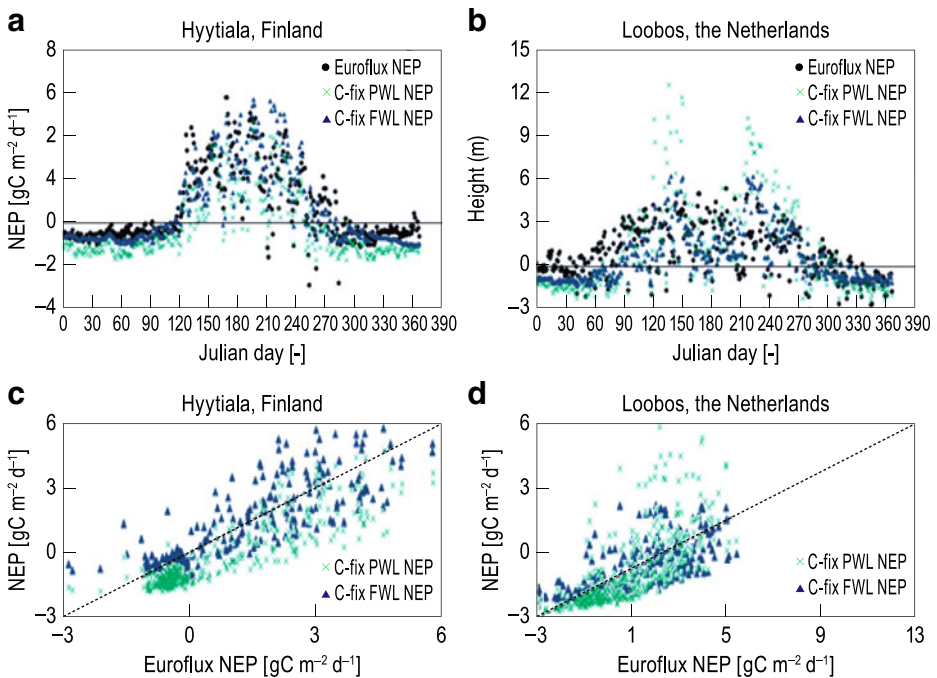 a
Hyytiala, Finland
NEP [gC m⁻² d⁻¹]
8
6
2
0
−2
−4
Euroflux NEP
C-fix PWL NEP
C-fix FWL NEP
0 30 60 90 120 150 180 210 240 270 300 330 360 390
Julian day [-]
b
Loobos, the Netherlands
Height (m)
15
12
9
6
3
0
−3
Euroflux NEP
C-fix PWL NEP
C-fix FWL NEP
0 30 60 90 120 150 180 210 240 270 300 330 360 390
Julian day [-]
c
Hyytiala, Finland
NEP [gC m⁻² d⁻¹]
6
3
0
−3
C-fix PWL NEP
C-fix FWL NEP
−3 0 3 6
Euroflux NEP [gC m⁻² d⁻¹]
d
Loobos, the Netherlands
NEP [gC m⁻² d⁻¹]
6
3
0
−3
C-fix PWL NEP
C-fix FWL NEP
−3 1 5 9 13
Euroflux NEP [gC m⁻² d⁻¹]